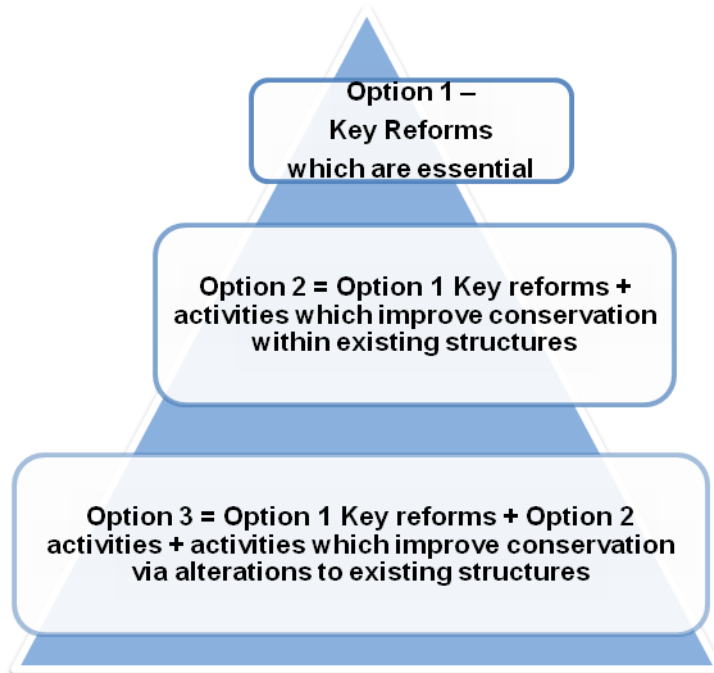 Option 1 –
Key Reforms
which are essential
Option 2 = Option 1 Key reforms +
activities which improve conservation
within existing structures
Option 3 = Option 1 Key reforms + Option 2
activities + activities which improve conservation
via alterations to existing structures